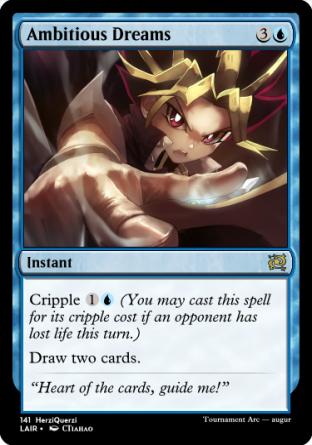 Ambitious Dreams 3
Instant
Cripple 1 (You may cast this spell
for its cripple cost if an opponent has
lost life this turn.)
Draw two cards.
“Heart of the cards, guide me!”
141 HerziQuerzi
Tournament Arc — augur
LAIR • CTIAHAO